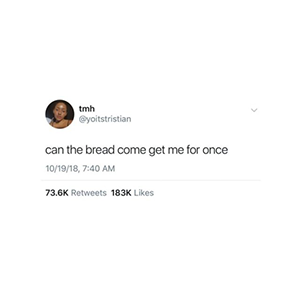 tmh
@yoitstristian
can the bread come get me for once
10/19/18, 7:40 AM
73.6K Retweets 183K Likes